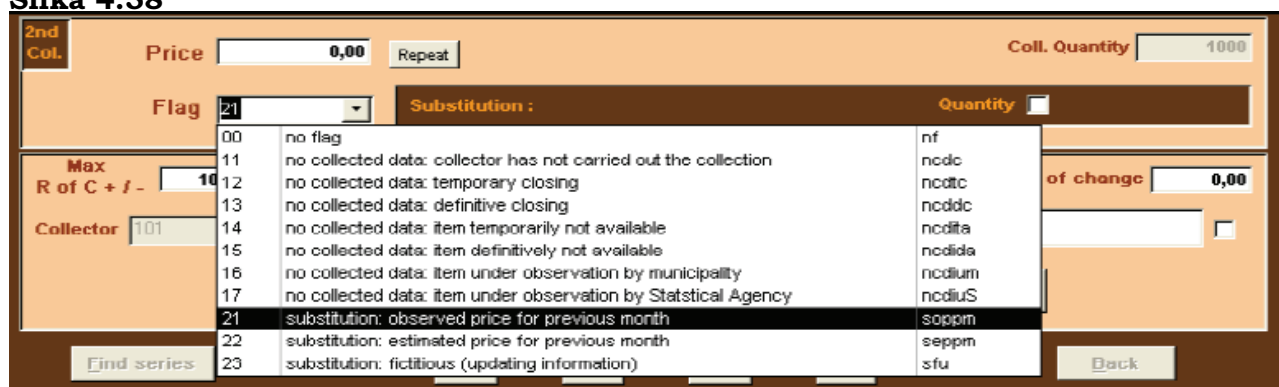 Slika 4.38
2nd Col. Price 0,00 Repeat Coll. Quantity 1000
Flag 21 Substitution : Quantity
00 no flag nf
11 no collected data: collector has not carried out the collection ncdc
12 no collected data: temporary closing ncdtc
13 no collected data: definitive closing ncddc
14 no collected data: item temporarily not available ncdita
15 no collected data: item definitively not available ncdida
16 no collected data: item under observation by municipality ncdium
17 no collected data: item under observation by Statstical Agency ncdiuS
21 substitution: observed price for previous month soppm
22 substitution: estimated price for previous month seppm
23 substitution: fictitious (updating information) sfu
Max
R of C + / - 10 of change 0,00
Collector 101
Find series Back